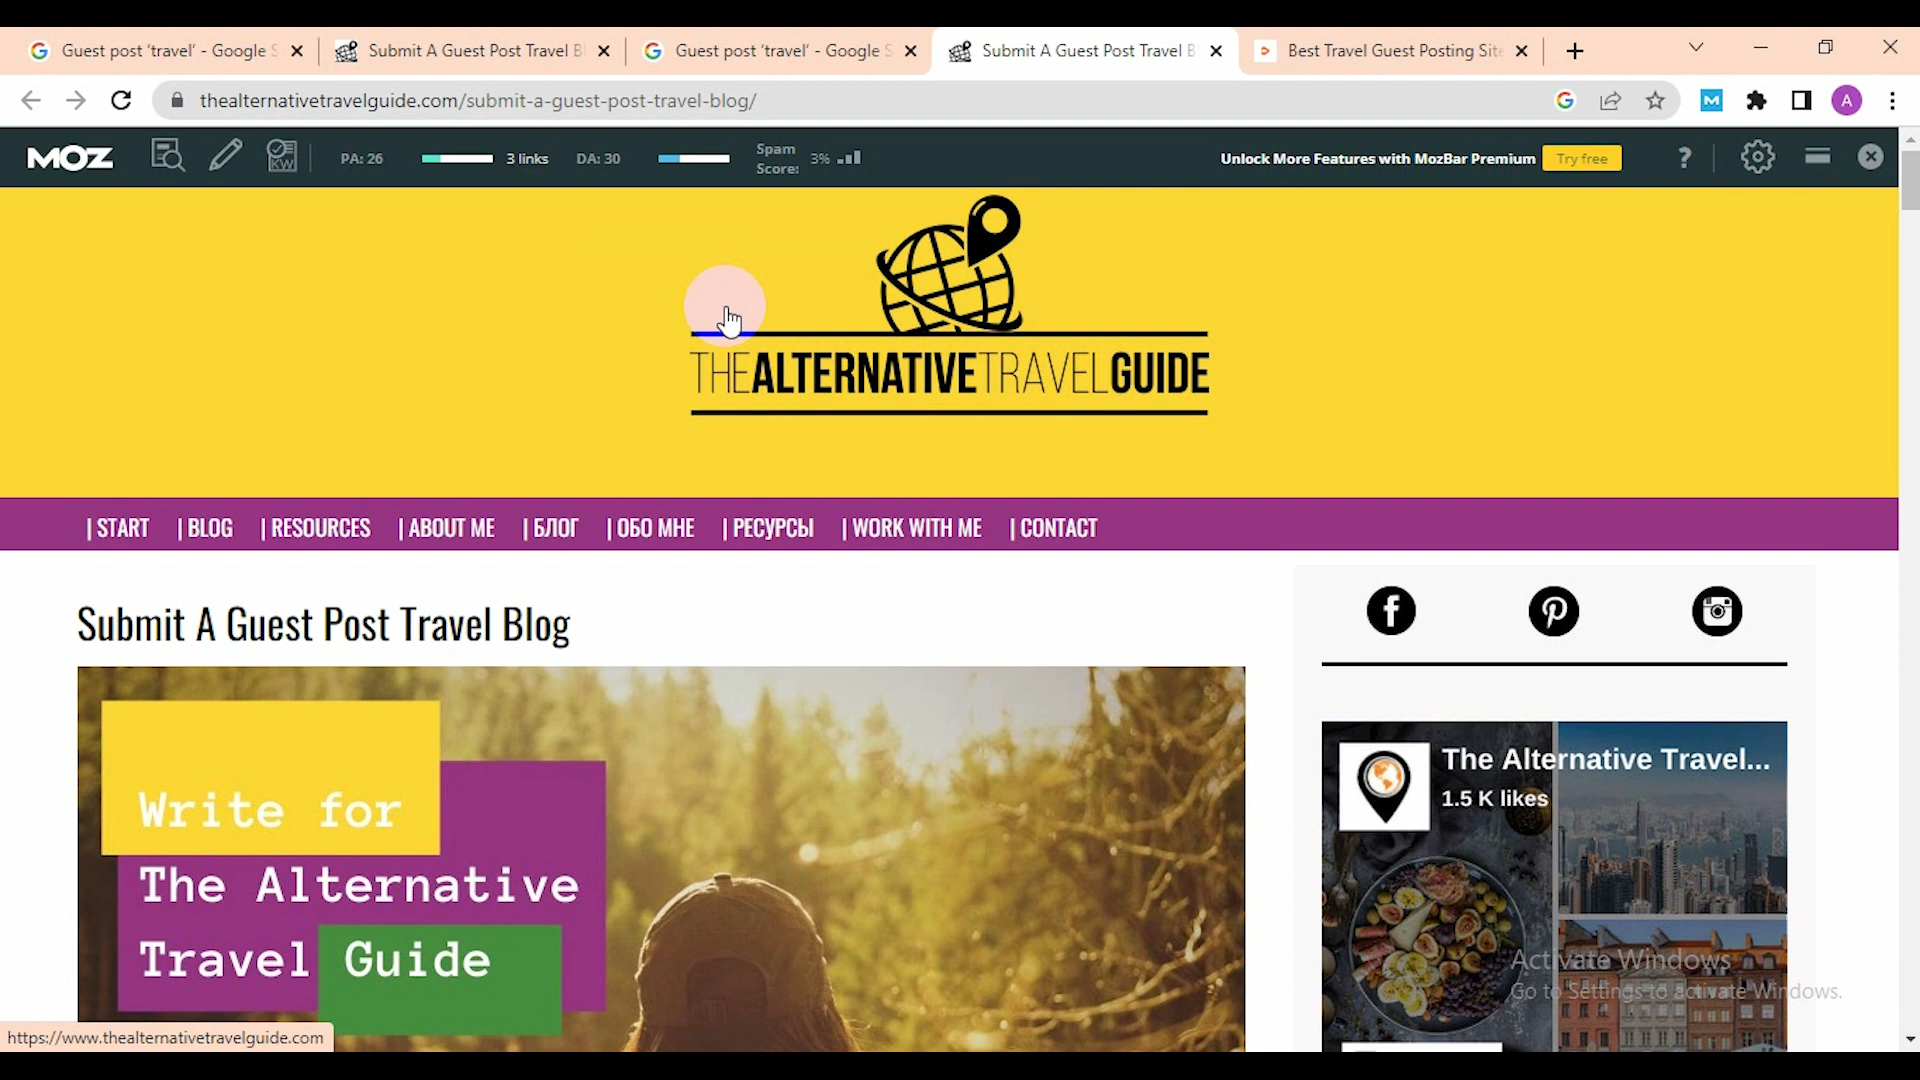 Guest post ‘travel’ - Google S
Submit A Guest Post Travel B
Guest post ‘travel’ - Google S
Submit A Guest Post Travel B
Best Travel Guest Posting Site
thealternativetravelguide.com/submit-a-guest-post-travel-blog/
A
MOZ
KW
PA: 26
3 links
DA: 30
Spam
Score:
3%
Unlock More Features with MozBar Premium
Try free
?
THEALTERNATIVETRAVELGUIDE
| START
| BLOG
| RESOURCES
| ABOUT ME
| БЛОГ
| ОБО МНЕ
| РЕСУРСЫ
| WORK WITH ME
| CONTACT
Submit A Guest Post Travel Blog
Write for
The Alternative
Travel Guide
The Alternative Travel...
1.5 K likes
Activate Windows
Go to Settings to activate Windows.
https://www.thealternativetravelguide.com